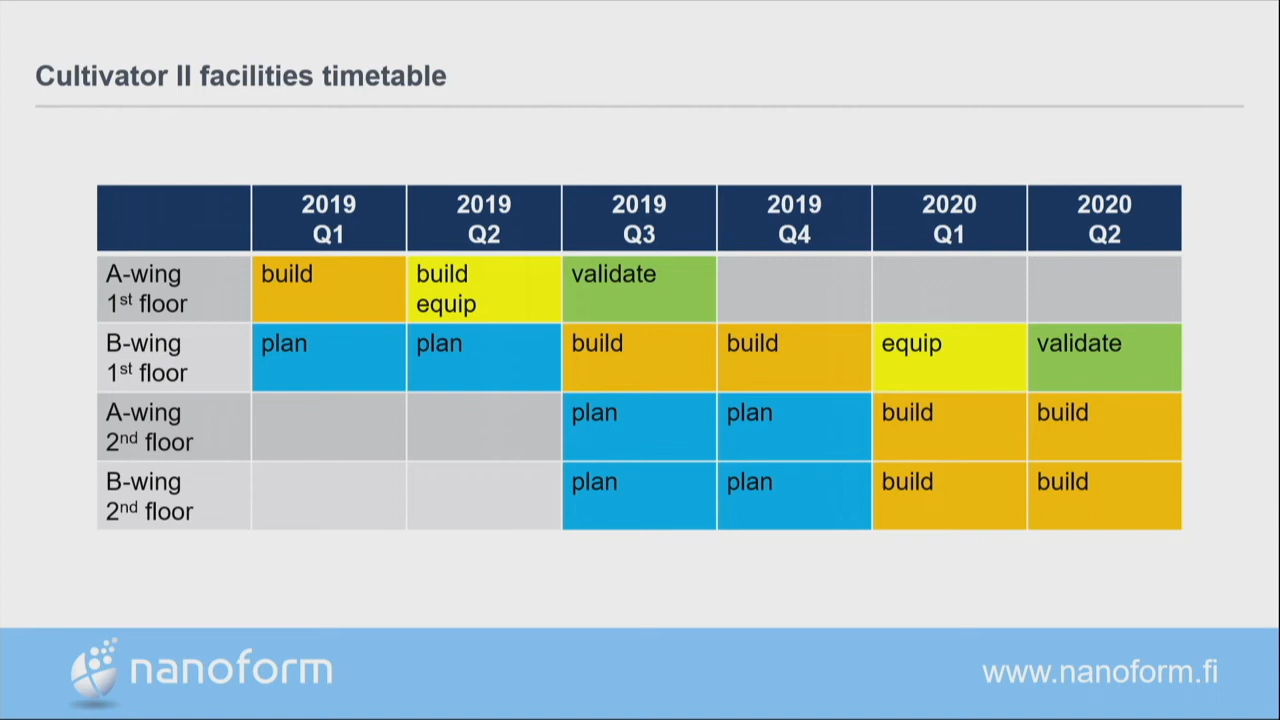 Cultivator II facilities timetable
2019 Q1
2019 Q2
2019 Q3
2019 Q4
2020 Q1
2020 Q2
A-wing 1st floor
build
build equip
validate
B-wing 1st floor
plan
plan
build
build
equip
validate
A-wing 2nd floor
plan
plan
build
build
B-wing 2nd floor
plan
plan
build
build
nanoform
www.nanoform.fi